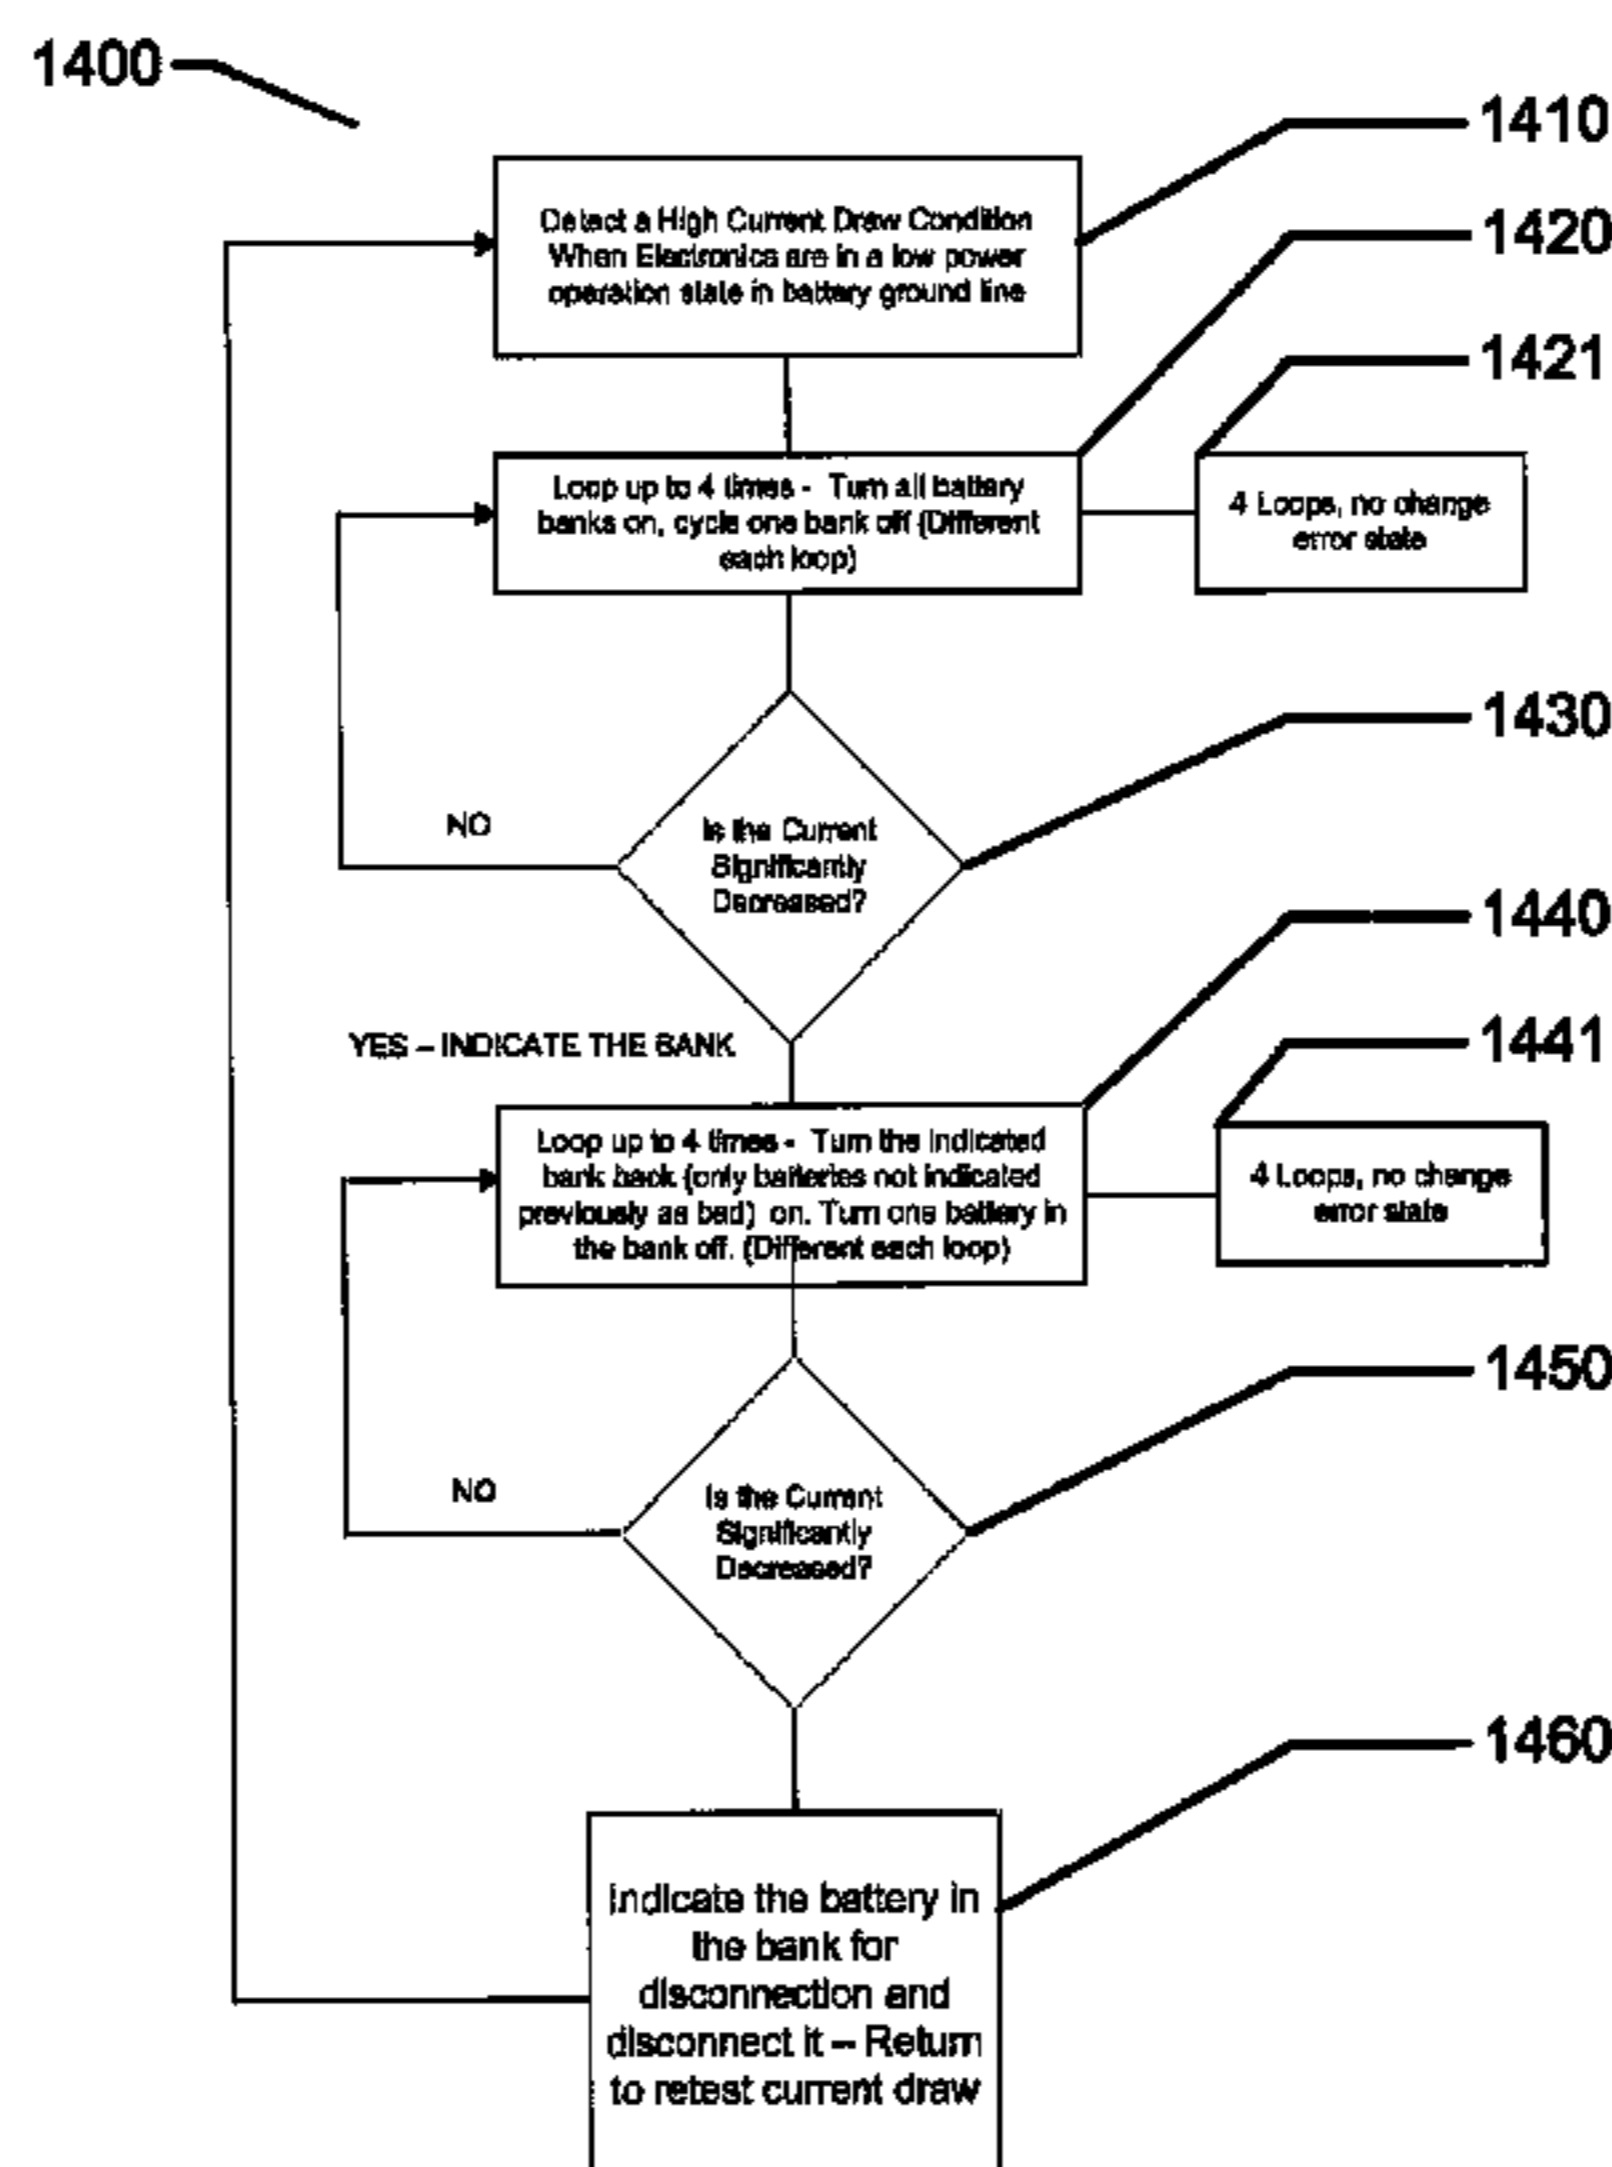 1400
1410
Detect a High Current Draw Condition
When Electronics are in a low power
operation state in battery ground line
1420
1421
Loop up to 4 times - Turn all battery
banks on, cycle one bank off (Different
each loop)
4 Loops, no change
error state
1430
NO
Is the Current
Significantly
Decreased?
1440
YES – INDICATE THE BANK
1441
Loop up to 4 times - Turn the indicated
bank back (only batteries not indicated
previously as bad) on. Turn one battery in
the bank off. (Different each loop)
4 Loops, no change
error state
1450
NO
Is the Current
Significantly
Decreased?
1460
Indicate the battery in
the bank for
disconnection and
disconnect it – Return
to retest current draw